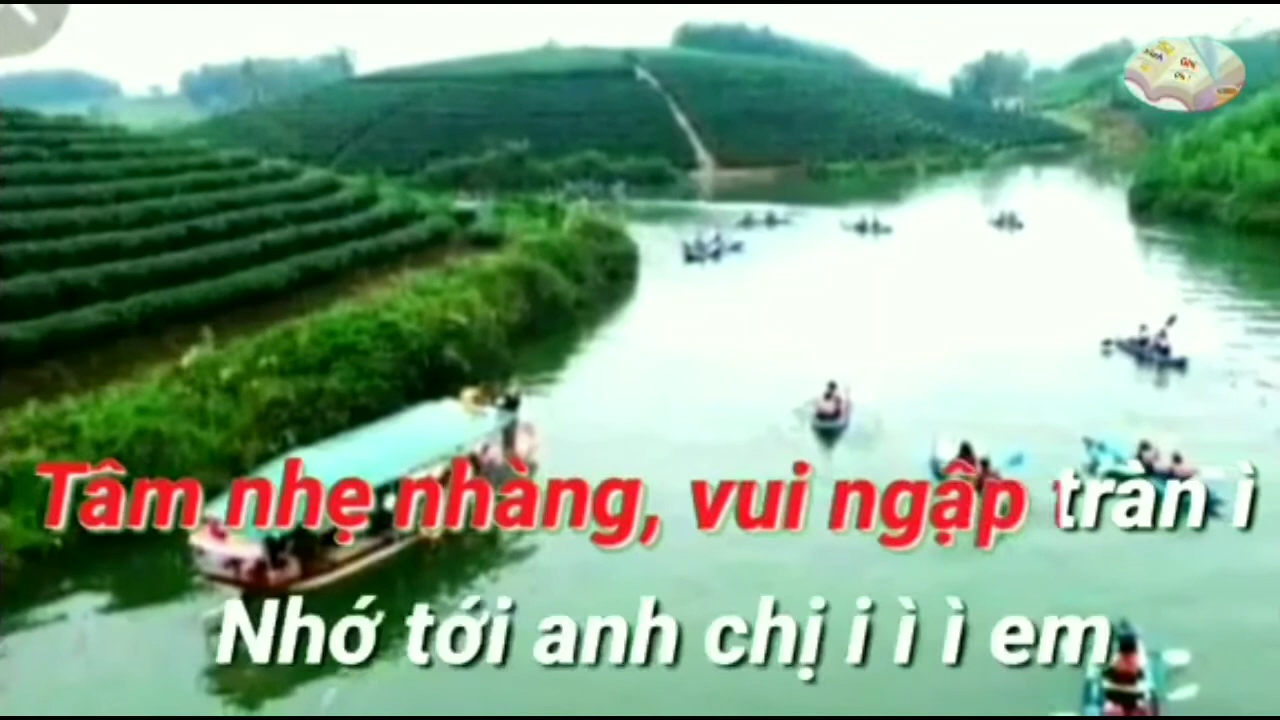 Tâm nhẹ nhàng, vui ngập tràn ì
Nhớ tới anh chị i ì ì em